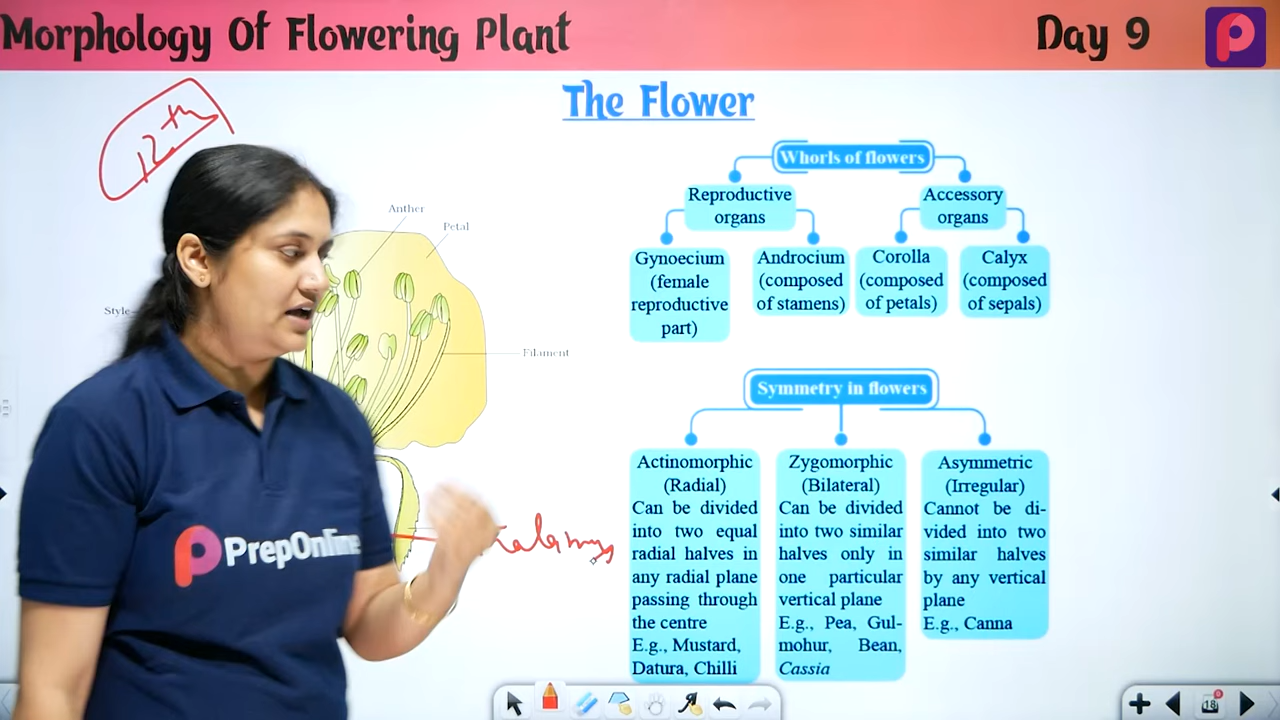 Morphology Of Flowering Plant
Day 9
The Flower
12th
Anther
Petal
Style
Filament
Whorls of flowers
Reproductive
organs
Accessory
organs
Gynoecium
(female
reproductive
part)
Androcium
(composed
of stamens)
Corolla
(composed
of petals)
Calyx
(composed
of sepals)
Symmetry in flowers
Actinomorphic
(Radial)
Can be divided
into two equal
radial halves in
any radial plane
passing through
the centre
E.g., Mustard,
Datura, Chilli
Zygomorphic
(Bilateral)
Can be divided
into two similar
halves only in
one particular
vertical plane
E.g., Pea, Gul-
mohur, Bean,
Cassia
Asymmetric
(Irregular)
Cannot be di-
vided into two
similar halves
by any vertical
plane
E.g., Canna
PrepOnline
18